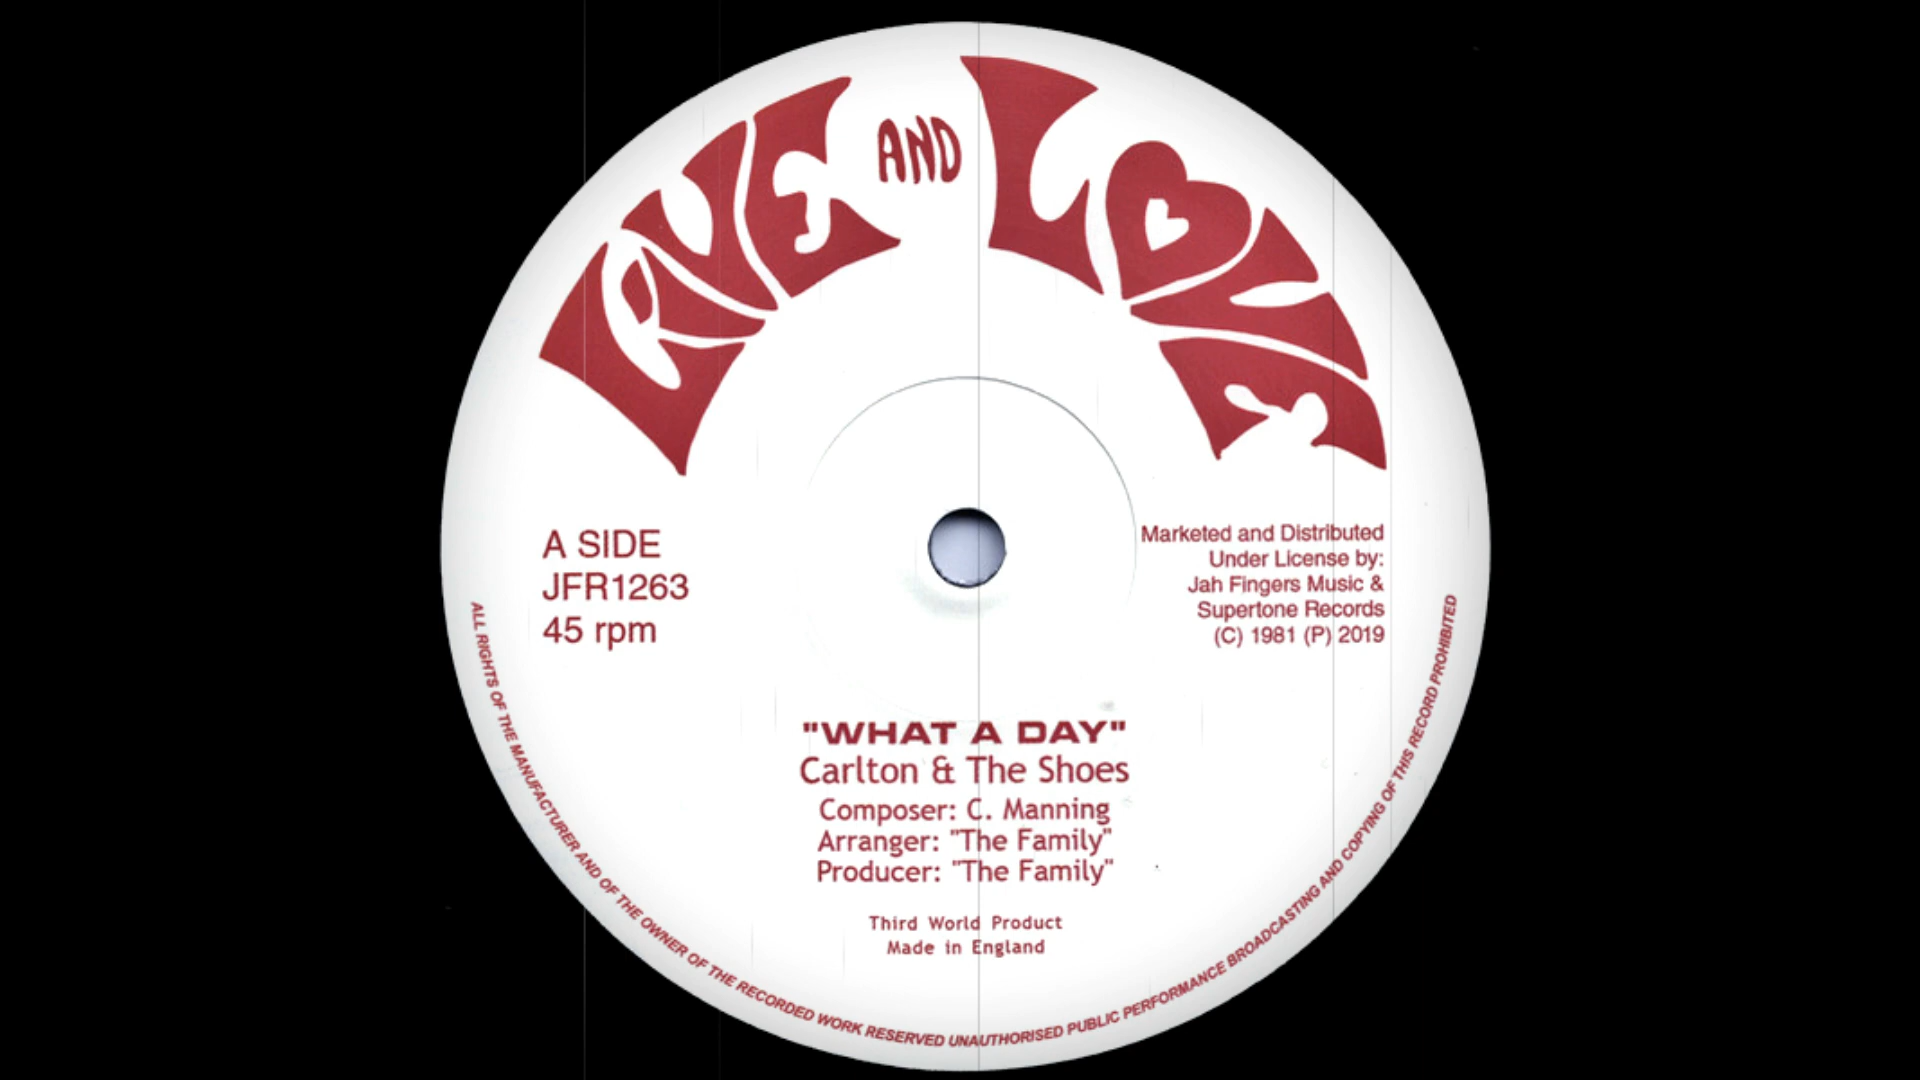 LIVE AND LOVE
A SIDE
JFR1263
45 rpm
Marketed and Distributed
Under License by:
Jah Fingers Music &
Supertone Records
(C) 1981 (P) 2019
"WHAT A DAY"
Carlton & The Shoes
Composer: C. Manning
Arranger: "The Family"
Producer: "The Family"
Third World Product
Made in England
ALL RIGHTS OF THE MANUFACTURER AND OF THE OWNER OF THE RECORDED WORK RESERVED UNAUTHORISED PUBLIC PERFORMANCE BROADCASTING AND COPYING OF THIS RECORD PROHIBITED